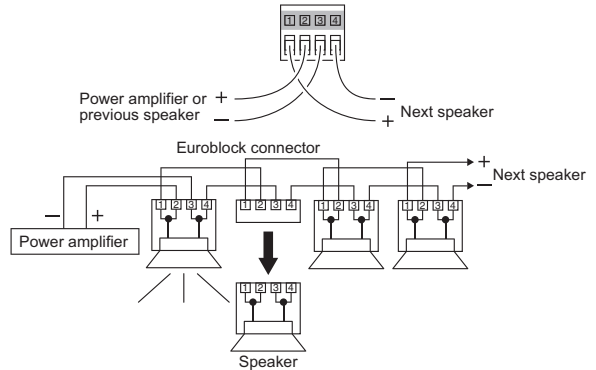 1 2 3 4
Power amplifier or
previous speaker
+
−
−
+
Next speaker
Euroblock connector
+
−
Next speaker
1 2 3 4
1 2 3 4
1 2 3 4
1 2 3 4
− +
Power amplifier
1 2 3 4
Speaker